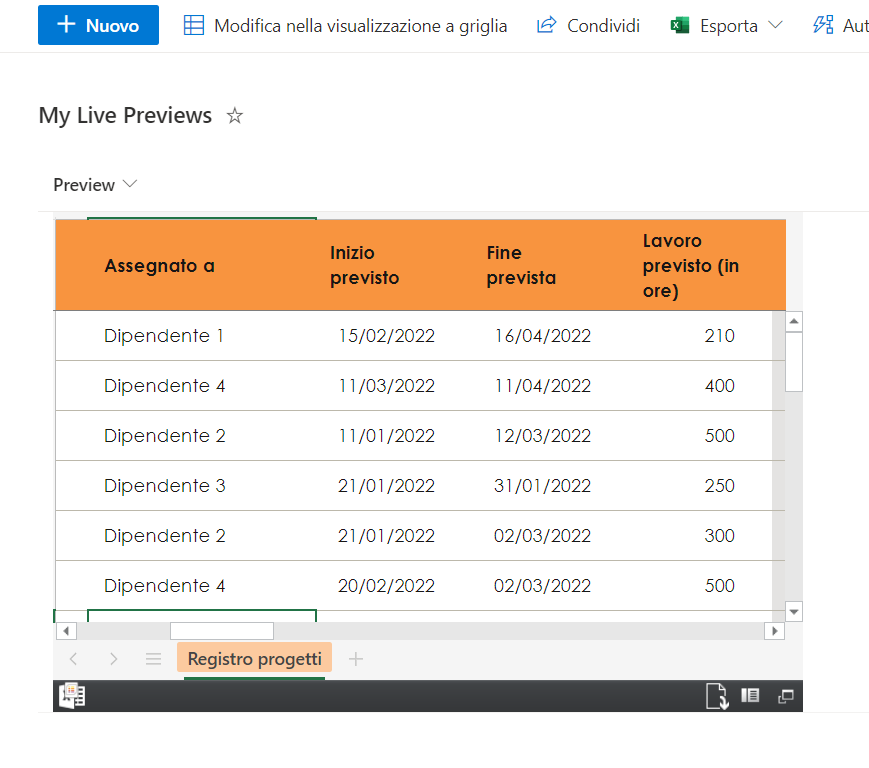 Nuovo Modifica nella visualizzazione a griglia Condividi Esporta Aut
My Live Previews
Preview
Assegnato a Inizio previsto Fine prevista Lavoro previsto (in ore)
Dipendente 1 15/02/2022 16/04/2022 210
Dipendente 4 11/03/2022 11/04/2022 400
Dipendente 2 11/01/2022 12/03/2022 500
Dipendente 3 21/01/2022 31/01/2022 250
Dipendente 2 21/01/2022 02/03/2022 300
Dipendente 4 20/02/2022 02/03/2022 500
Registro progetti